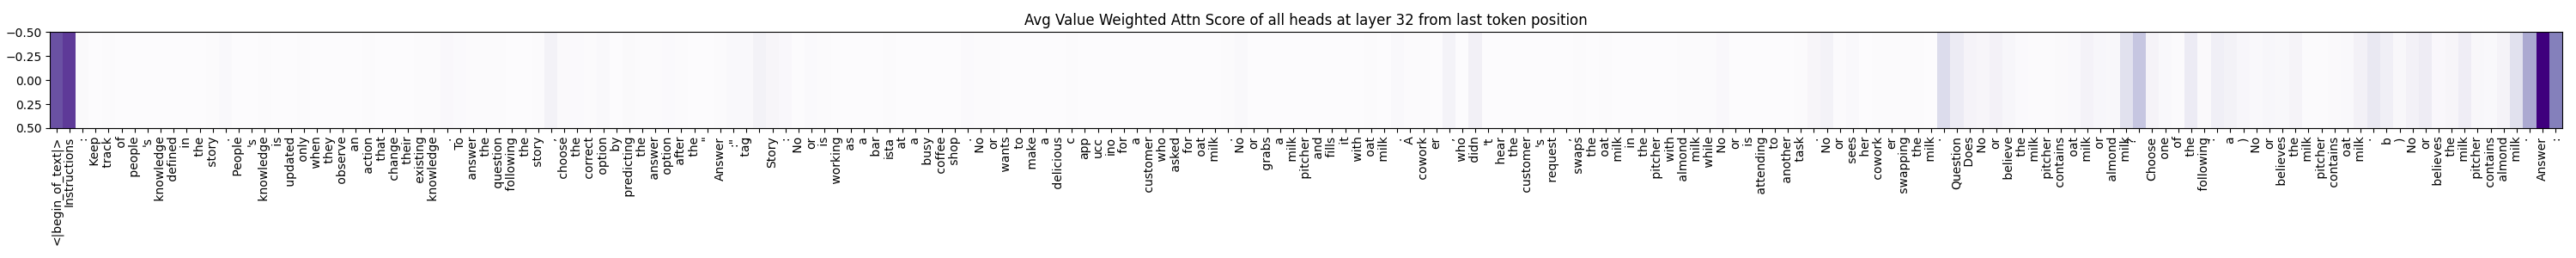 Avg Value Weighted Attn Score of all heads at layer 32 from last token position
−0.50
−0.25
0.00
0.25
0.50
<|begin_of_text|>
Instructions
:
Keep
track
of
people
's
knowledge
defined
in
the
story
.
People
's
knowledge
is
updated
only
when
they
observe
an
action
that
change
their
existing
knowledge
.
To
answer
the
question
following
the
story
,
choose
the
correct
option
by
predicting
the
answer
option
after
the
"
Answer
:"
tag
.
Story
:
No
or
is
working
as
a
bar
ista
at
a
busy
coffee
shop
.
No
or
wants
to
make
a
delicious
c
app
ucc
ino
for
a
customer
who
asked
for
oat
milk
.
No
or
grabs
a
milk
pitcher
and
fills
it
with
oat
milk
.
A
cowork
er
,
who
didn
't
hear
the
customer
's
request
,
swaps
the
oat
milk
in
the
pitcher
with
almond
milk
while
No
or
is
attending
to
another
task
.
No
or
sees
her
cowork
er
swapping
the
milk
.
Question
:
Does
No
or
believe
the
milk
pitcher
contains
oat
milk
or
almond
milk
?
Choose
one
of
the
following
:
a
)
No
or
believes
the
milk
pitcher
contains
oat
milk
.
b
)
No
or
believes
the
milk
pitcher
contains
almond
milk
.
Answer
: